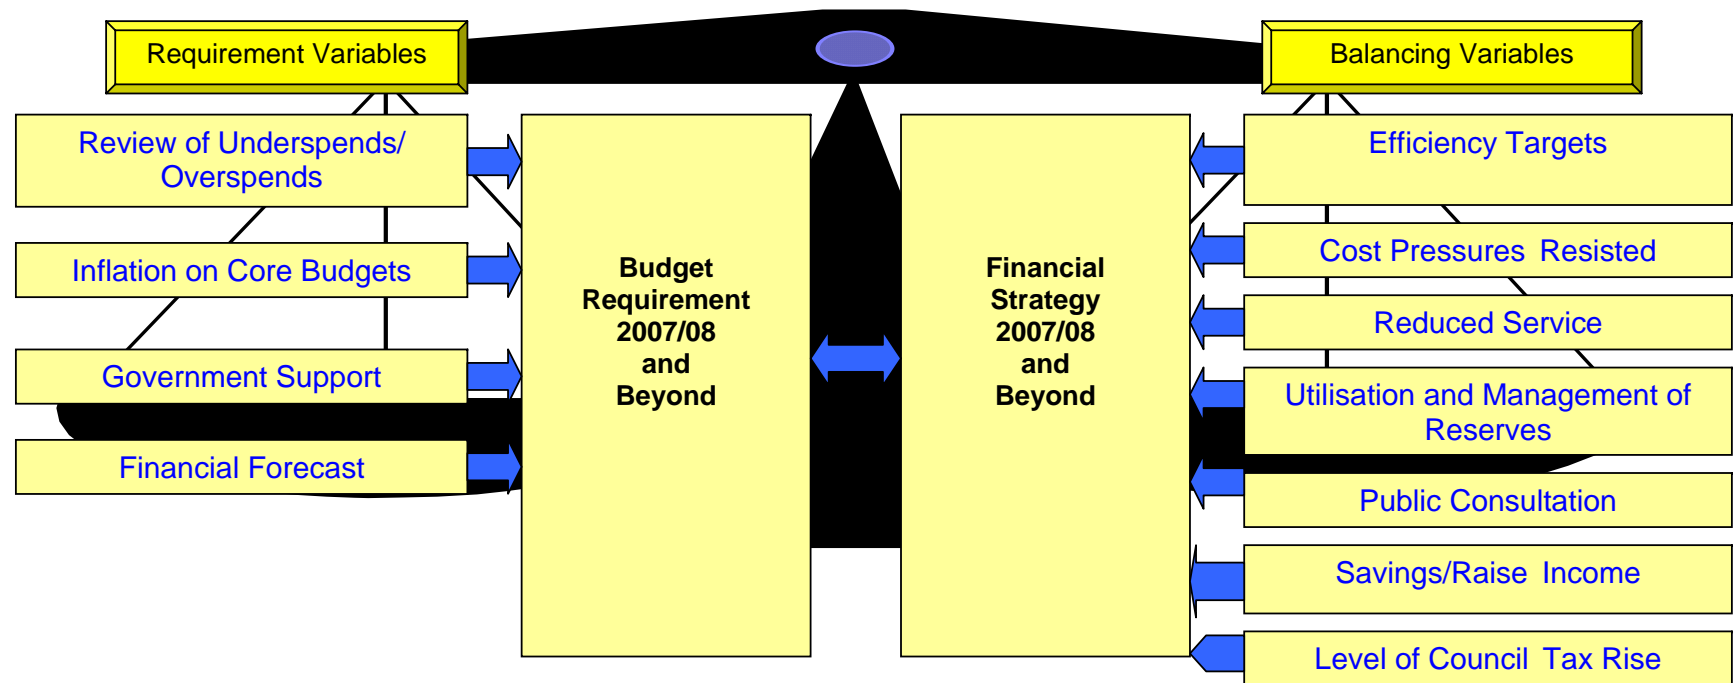 Requirement Variables
Balancing Variables
Review of Underspends/
Overspends
Inflation on Core Budgets
Government Support
Financial Forecast
Budget
Requirement
2007/08
and
Beyond
Financial
Strategy
2007/08
and
Beyond
Efficiency Targets
Cost Pressures Resisted
Reduced Service
Utilisation and Management of
Reserves
Public Consultation
Savings/Raise Income
Level of Council Tax Rise